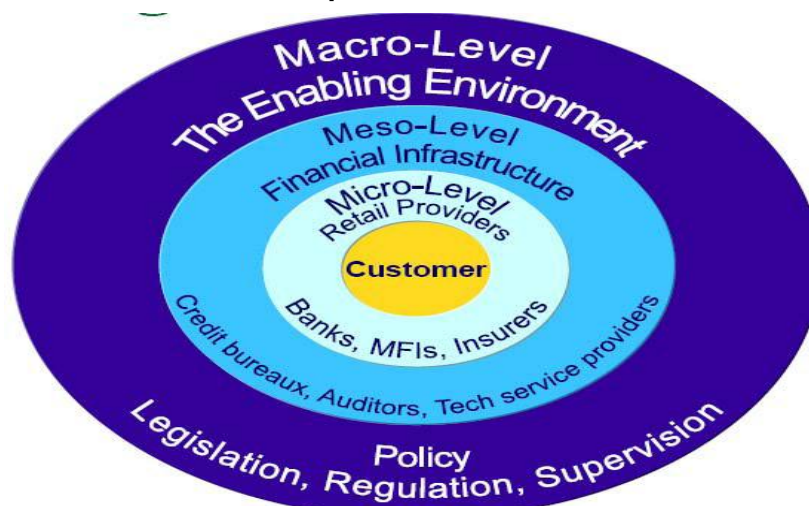 Macro-Level
The Enabling Environment
Meso-Level
Financial Infrastructure
Micro-Level
Retail Providers
Customer
Banks, MFIs, Insurers
Credit bureaux, Auditors, Tech service providers
Policy
Legislation, Regulation, Supervision